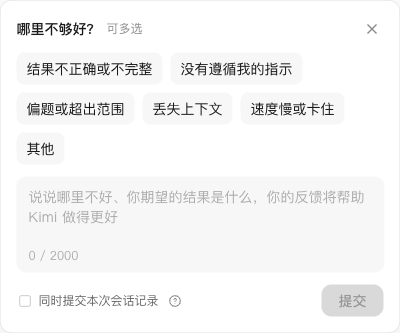 哪里不够好? 可多选
结果不正确或不完整 没有遵循我的指示
偏题或超出范围 丢失上下文 速度慢或卡住
其他
说说哪里不好、你期望的结果是什么，你的反馈将帮助
Kimi 做得更好
0 / 2000
同时提交本次会话记录 ? 提交